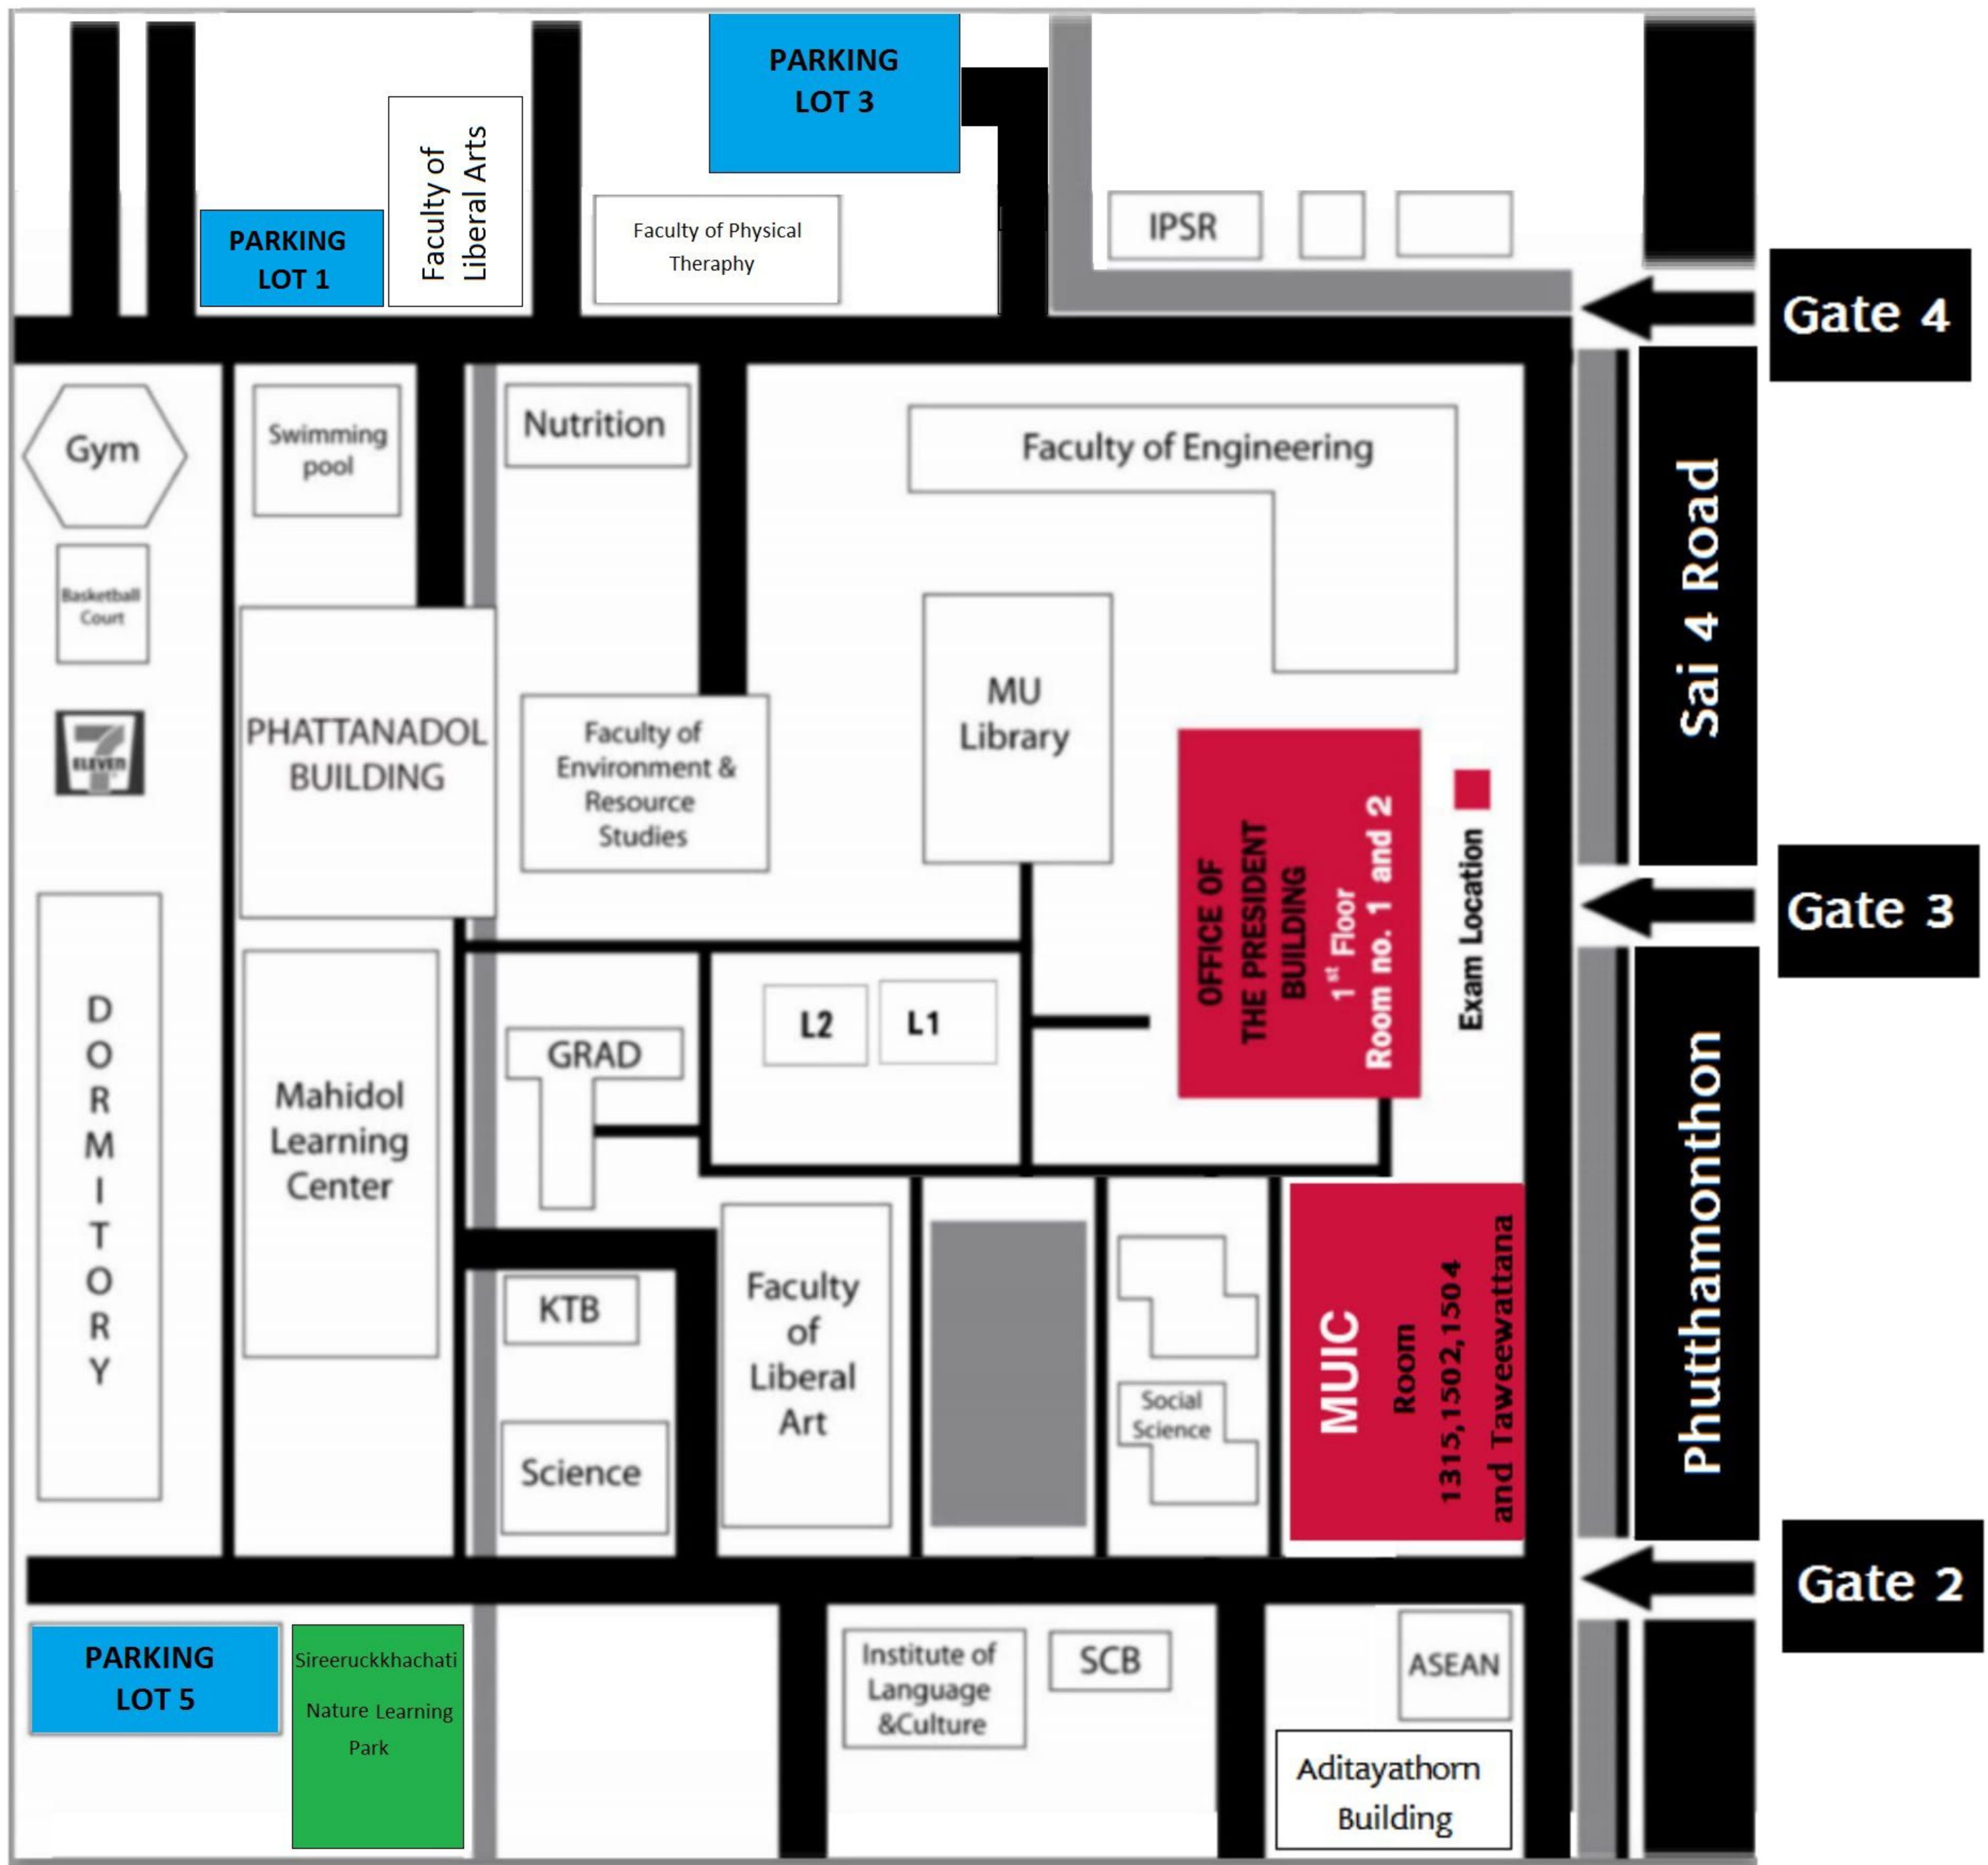 PARKING
LOT 3
Faculty of
Liberal Arts
PARKING
LOT 1
Faculty of Physical
Theraphy
IPSR
Gate 4
Gym
Swimming
pool
Nutrition
Faculty of Engineering
Basketball
Court
7
ELEVEN
PHATTANADOL
BUILDING
Faculty of
Environment &
Resource
Studies
MU
Library
OFFICE OF
THE PRESIDENT
BUILDING
1st Floor
Room no. 1 and 2
Exam Location
Sai 4 Road
Gate 3
DORMITORY
Mahidol
Learning
Center
GRAD
L2
L1
KTB
Science
Faculty
of
Liberal
Art
Social
Science
MUIC
Room
1315,1502,1504
and Taweewattana
Phutthamonthon
Gate 2
PARKING
LOT 5
Sireeruckkhachati
Nature Learning
Park
Institute of
Language
&Culture
SCB
ASEAN
Aditayathorn
Building